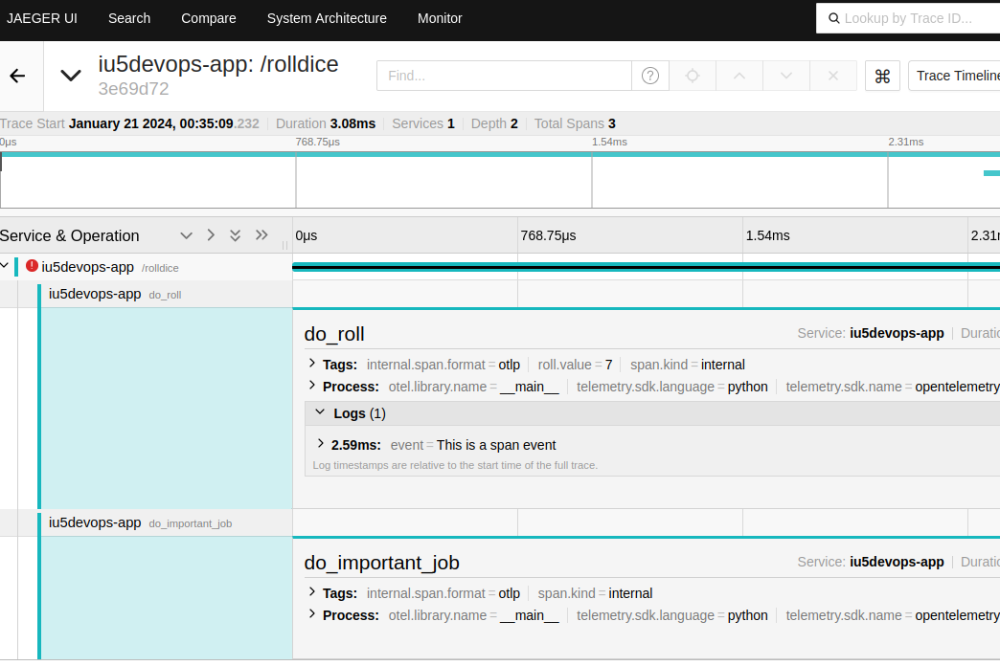 JAEGER UI Search Compare System Architecture Monitor Lookup by Trace ID...
iu5devops-app: /rolldice
3e69d72
Find... ? ⌘ Trace Timeline
Trace Start January 21 2024, 00:35:09.232 Duration 3.08ms Services 1 Depth 2 Total Spans 3
0μs 768.75μs 1.54ms 2.31ms
Service & Operation 0μs 768.75μs 1.54ms 2.31
iu5devops-app /rolldice
iu5devops-app do_roll
do_roll Service: iu5devops-app Duratio
Tags: internal.span.format = otlp roll.value = 7 span.kind = internal
Process: otel.library.name = __main__ telemetry.sdk.language = python telemetry.sdk.name = opentelemetry
Logs (1)
2.59ms: event = This is a span event
Log timestamps are relative to the start time of the full trace.
iu5devops-app do_important_job
do_important_job Service: iu5devops-app Duratio
Tags: internal.span.format = otlp span.kind = internal
Process: otel.library.name = __main__ telemetry.sdk.language = python telemetry.sdk.name = opentelemetry